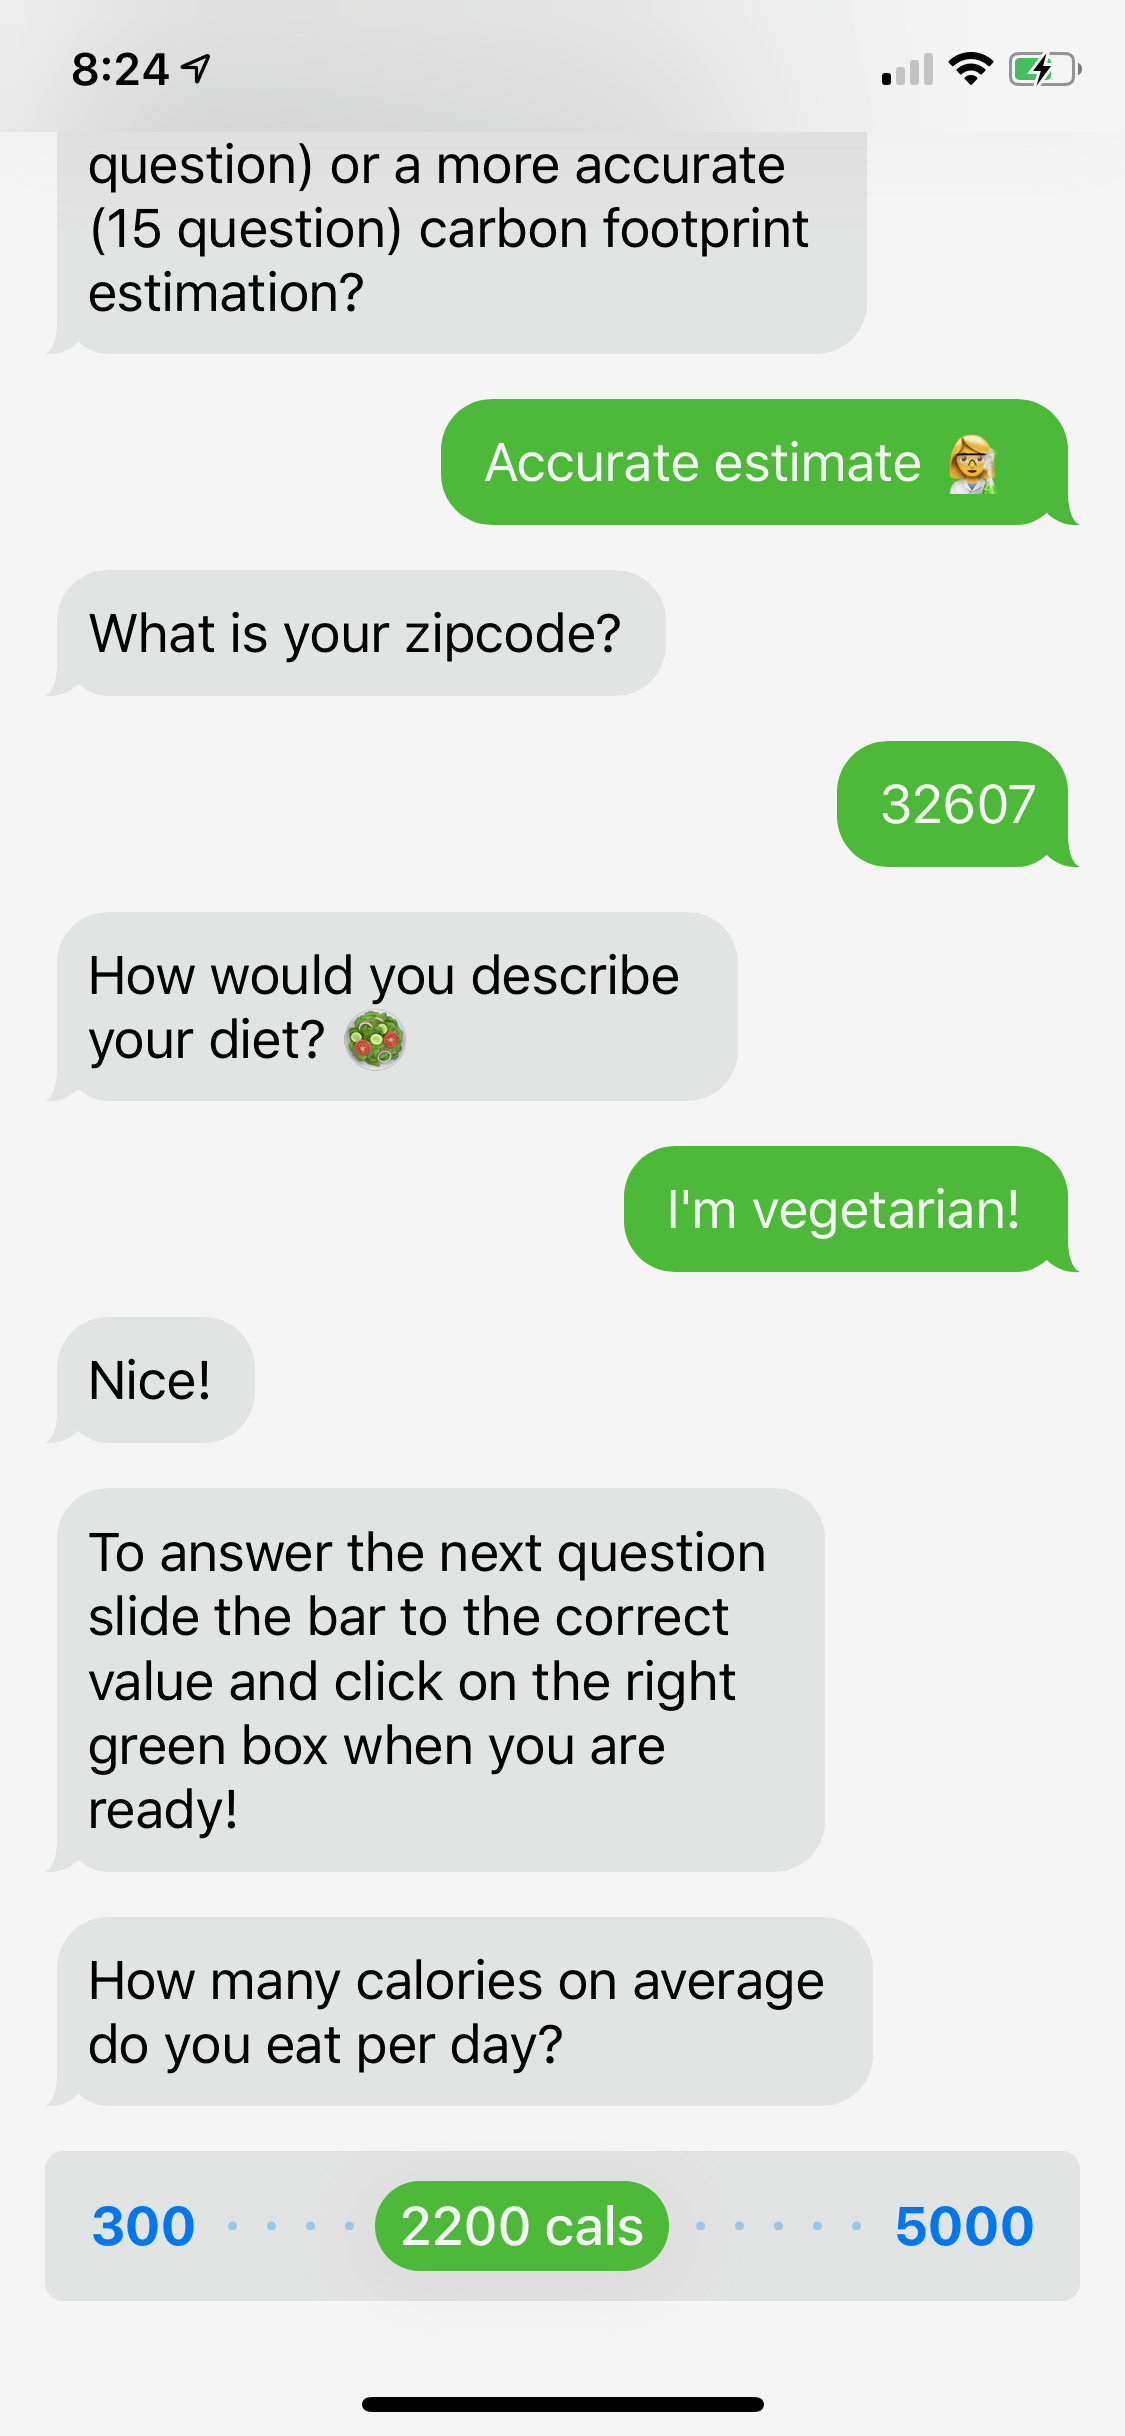 8:24
question) or a more accurate
(15 question) carbon footprint
estimation?
Accurate estimate 👩‍🔬
What is your zipcode?
32607
How would you describe
your diet? 🥗
I'm vegetarian!
Nice!
To answer the next question
slide the bar to the correct
value and click on the right
green box when you are
ready!
How many calories on average
do you eat per day?
300 · · · · 2200 cals · · · · · 5000